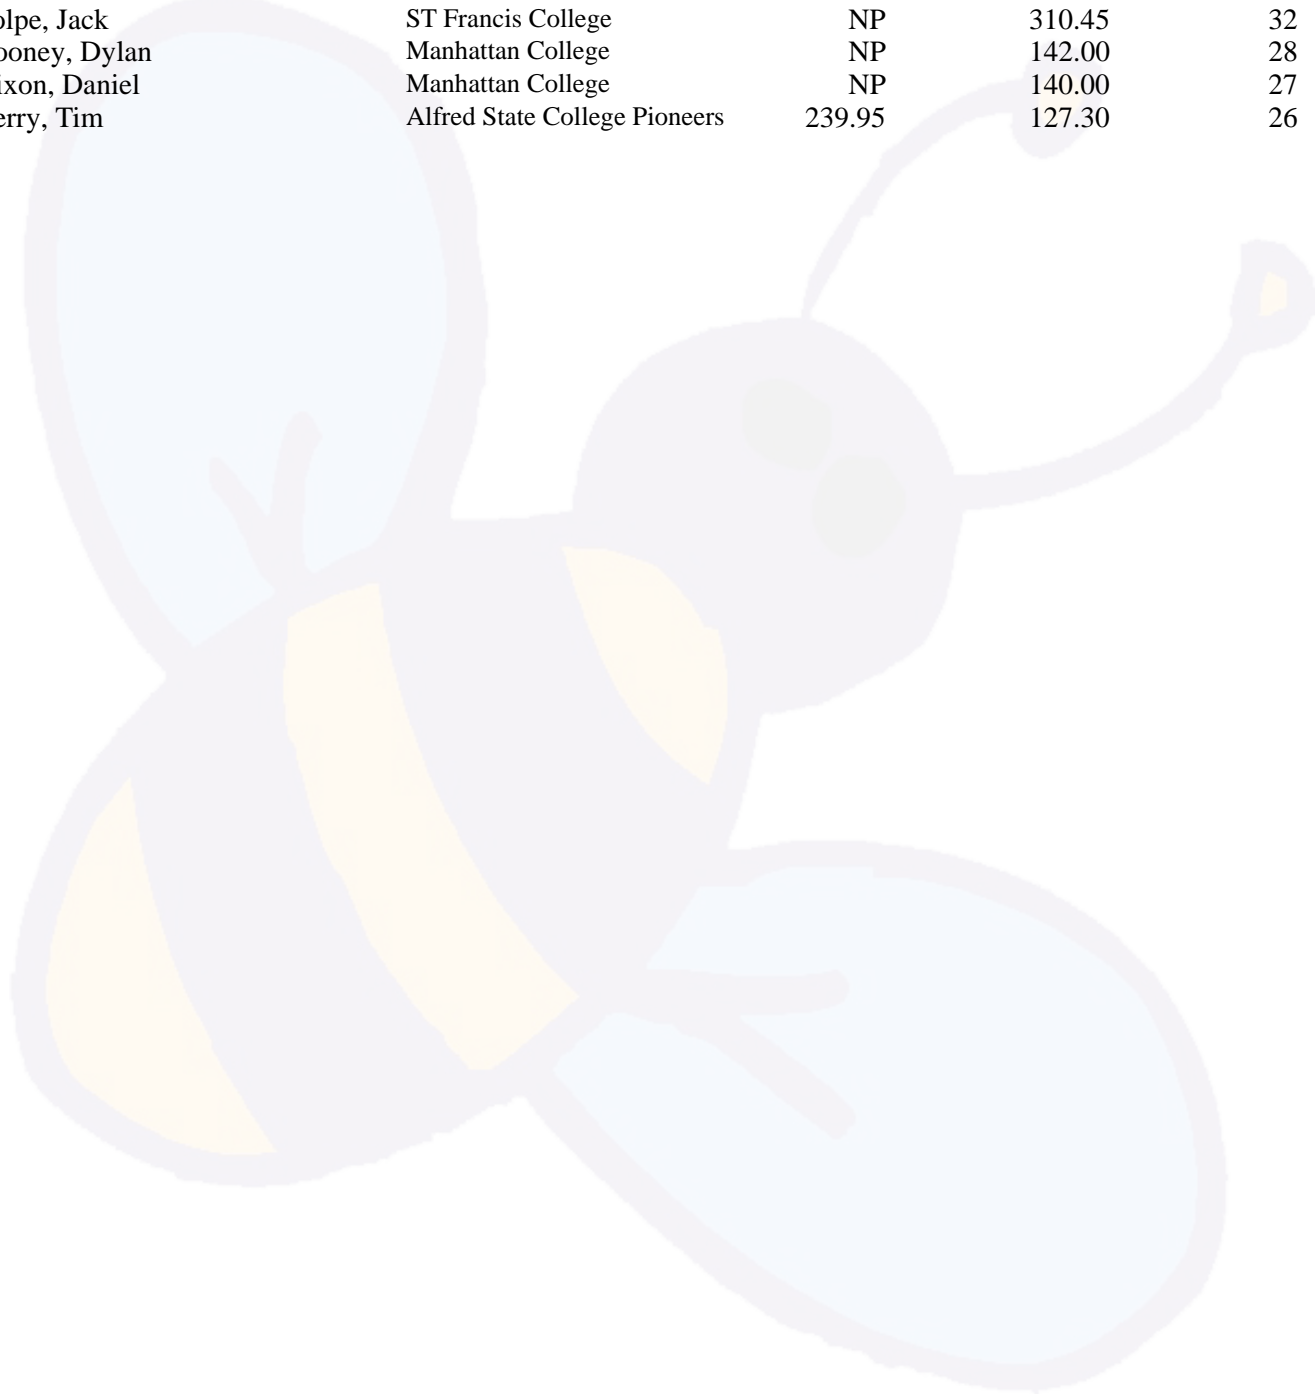 olpe, Jack ST Francis College NP 310.45 32
ooney, Dylan Manhattan College NP 142.00 28
ixon, Daniel Manhattan College NP 140.00 27
erry, Tim Alfred State College Pioneers 239.95 127.30 26